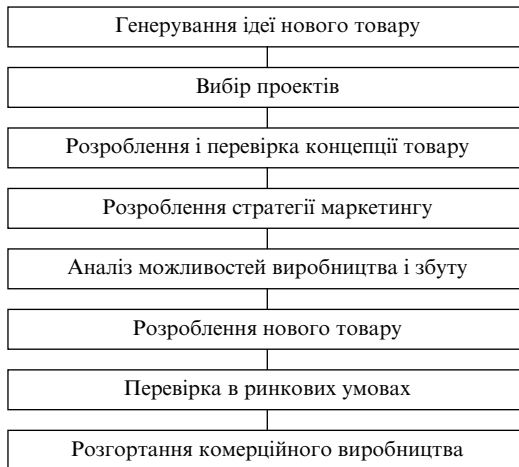 Генерування ідеї нового товару
Вибір проектів
Розроблення і перевірка концепції товару
Розроблення стратегії маркетингу
Аналіз можливостей виробництва і збуту
Розроблення нового товару
Перевірка в ринкових умовах
Розгортання комерційного виробництва